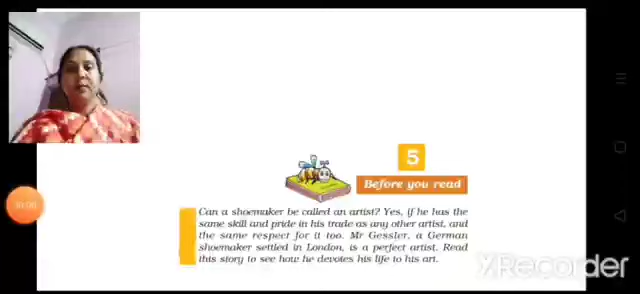 5
Before you read
Can a shoemaker be called an artist? Yes, if he has the
same skill and pride in his trade as any other artist, and
the same respect for it too. Mr Gessler, a German
shoemaker settled in London, is a perfect artist. Read
this story to see how he devotes his life to his art.
XRecorder